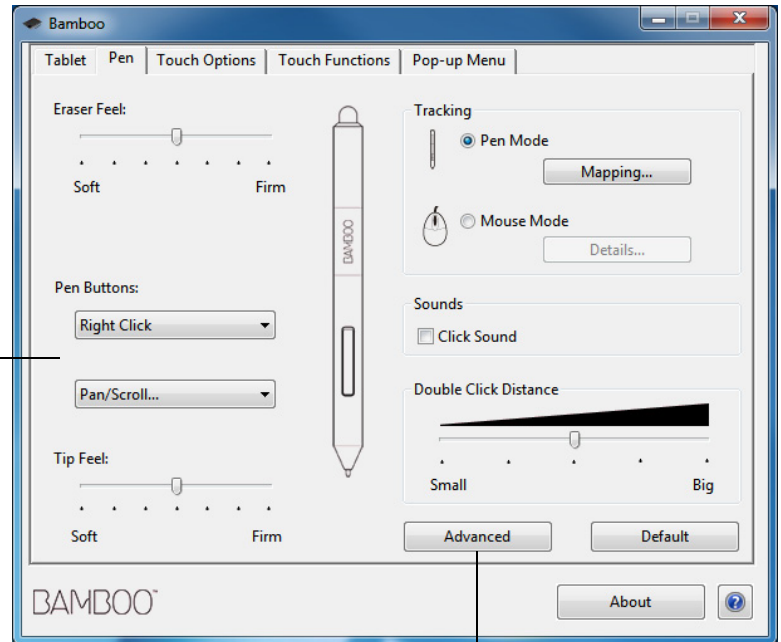 Bamboo
Tablet Pen Touch Options Touch Functions Pop-up Menu
Eraser Feel:
Soft Firm
Pen Buttons:
Right Click
Pan/Scroll...
Tip Feel:
Soft Firm
BAMBOO
Tracking
Pen Mode
Mapping...
Mouse Mode
Details...
Sounds
Click Sound
Double Click Distance
Small Big
Advanced Default
BAMBOO™ About ?